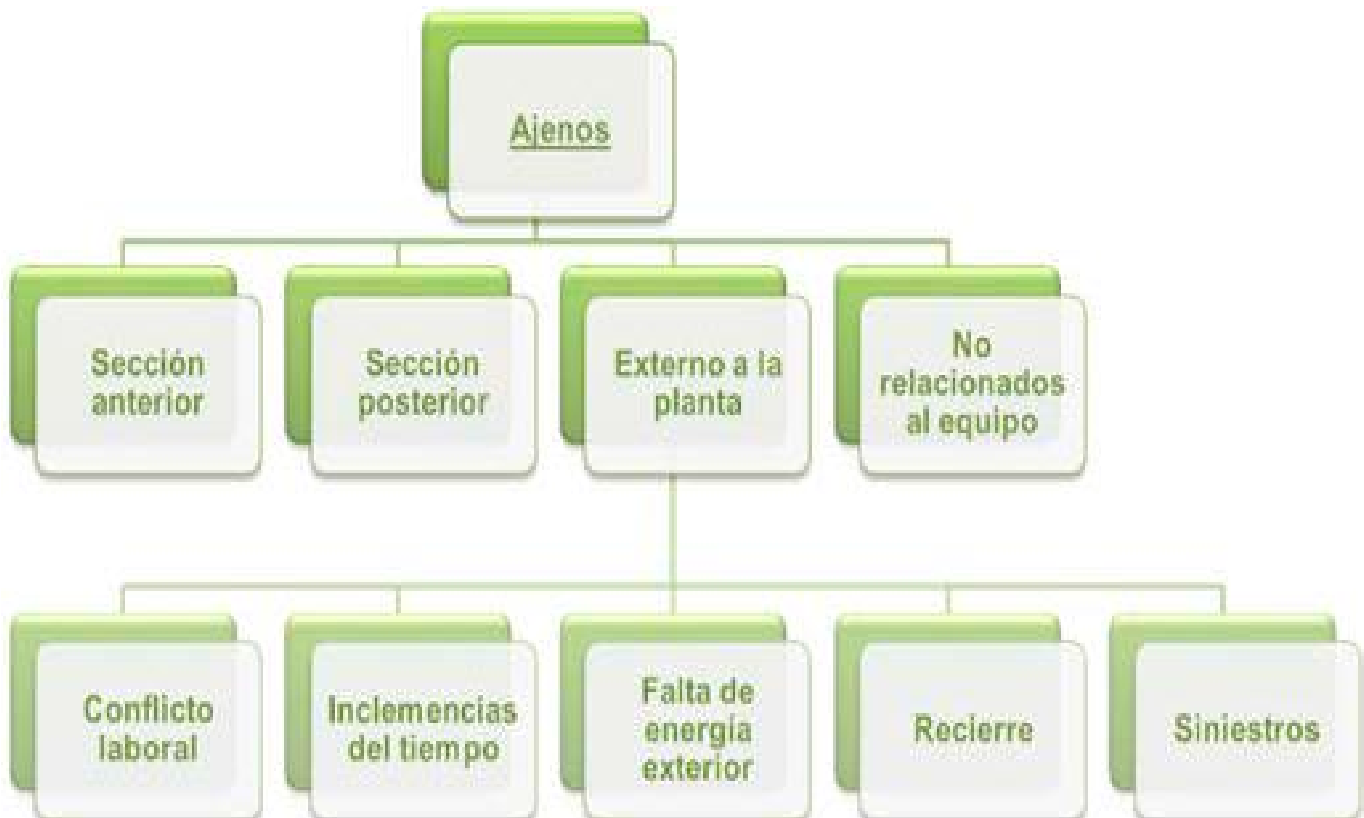 Ajenos
Sección
anterior
Sección
posterior
Externo a la
planta
No
relacionados
al equipo
Conflicto
laboral
Inclemencias
del tiempo
Falta de
energía
exterior
Recierre
Siniestros